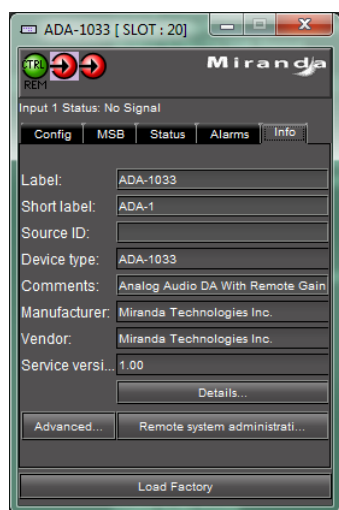 ADA-1033 [ SLOT : 20]
CTRL
Miranda
REM
Input 1 Status: No Signal
Config MSB Status Alarms Info
Label: ADA-1033
Short label: ADA-1
Source ID:
Device type: ADA-1033
Comments: Analog Audio DA With Remote Gain
Manufacturer: Miranda Technologies Inc.
Vendor: Miranda Technologies Inc.
Service versi... 1.00
Details...
Advanced... Remote system administrati...
Load Factory